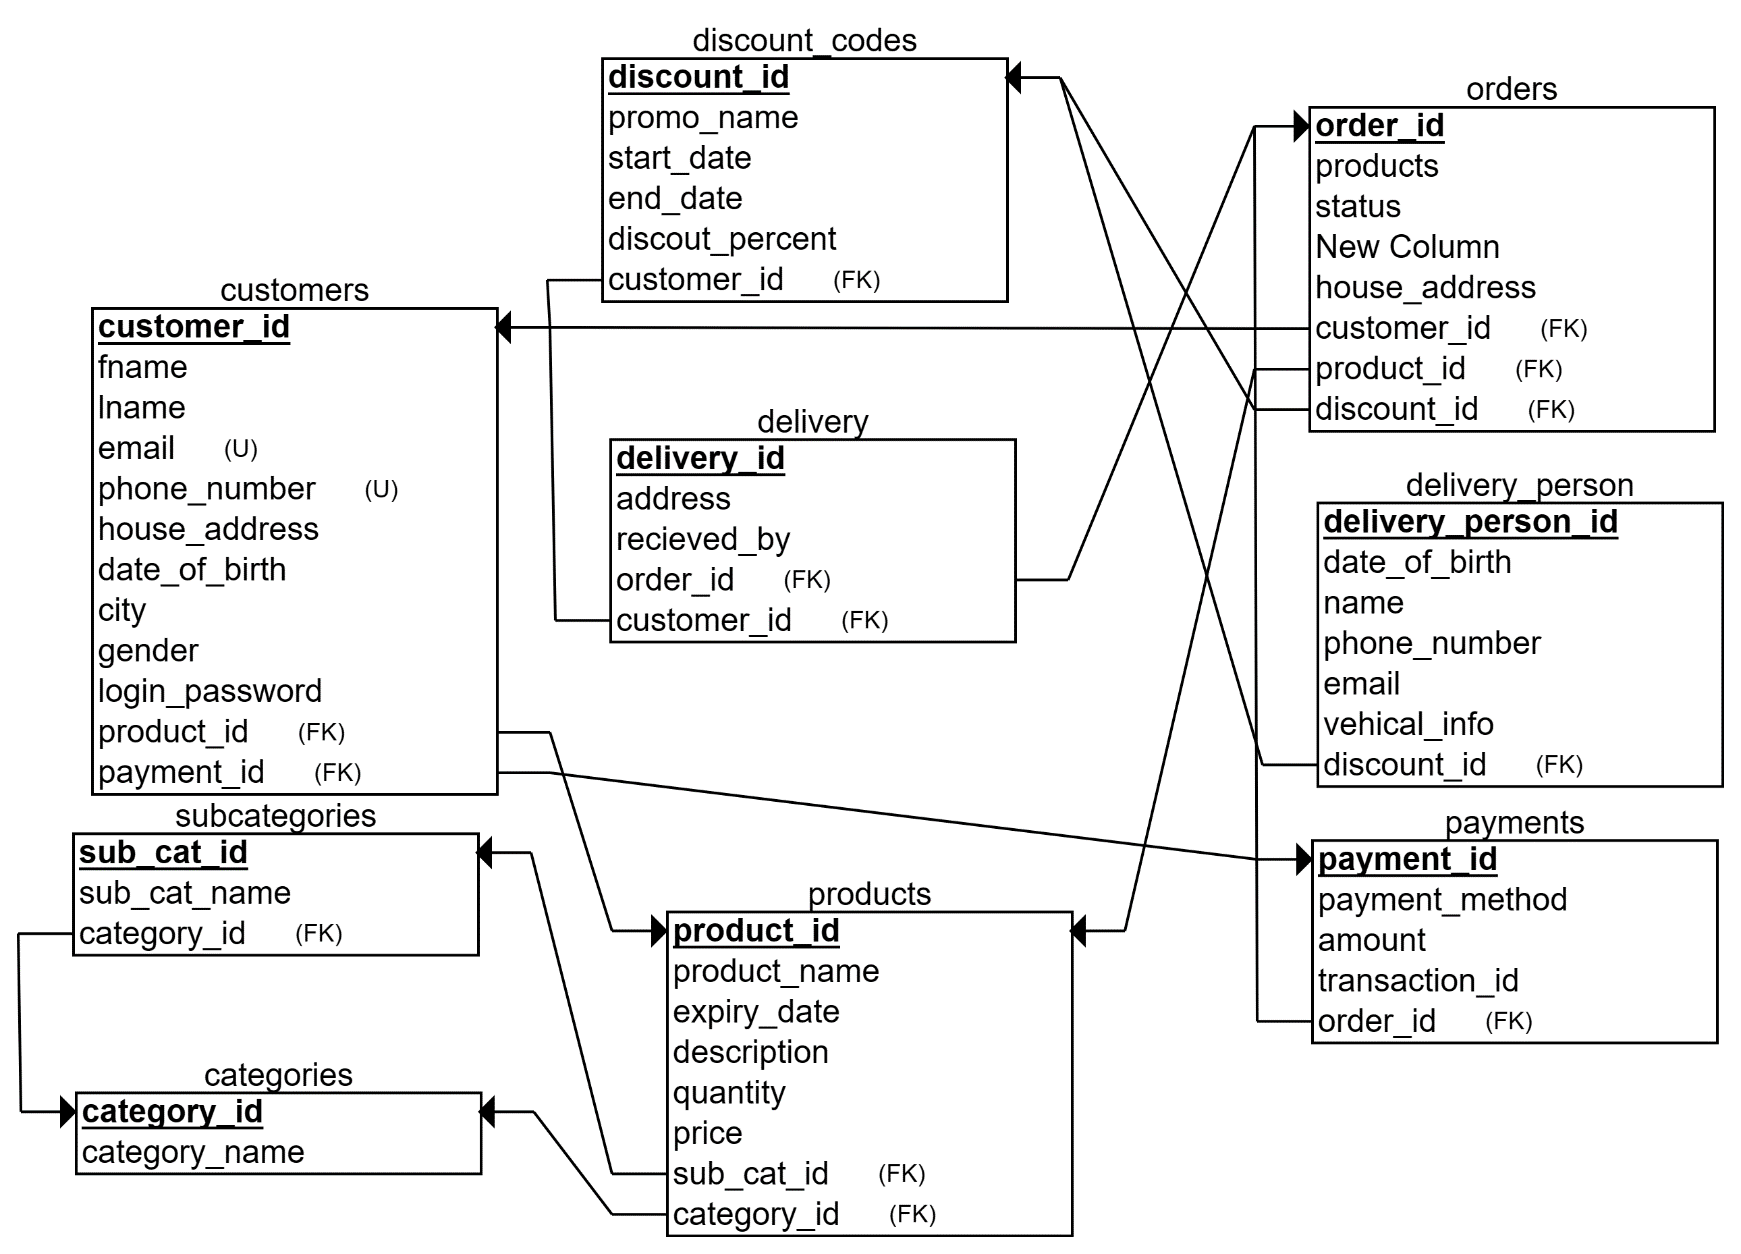 discount_codes
discount_id
promo_name
start_date
end_date
discout_percent
customer_id (FK)
orders
order_id
products
status
New Column
house_address
customer_id (FK)
product_id (FK)
discount_id (FK)
customers
customer_id
fname
lname
email (U)
phone_number (U)
house_address
date_of_birth
city
gender
login_password
product_id (FK)
payment_id (FK)
delivery
delivery_id
address
recieved_by
order_id (FK)
customer_id (FK)
delivery_person
delivery_person_id
date_of_birth
name
phone_number
email
vehical_info
discount_id (FK)
subcategories
sub_cat_id
sub_cat_name
category_id (FK)
products
product_id
product_name
expiry_date
description
quantity
price
sub_cat_id (FK)
category_id (FK)
payments
payment_id
payment_method
amount
transaction_id
order_id (FK)
categories
category_id
category_name